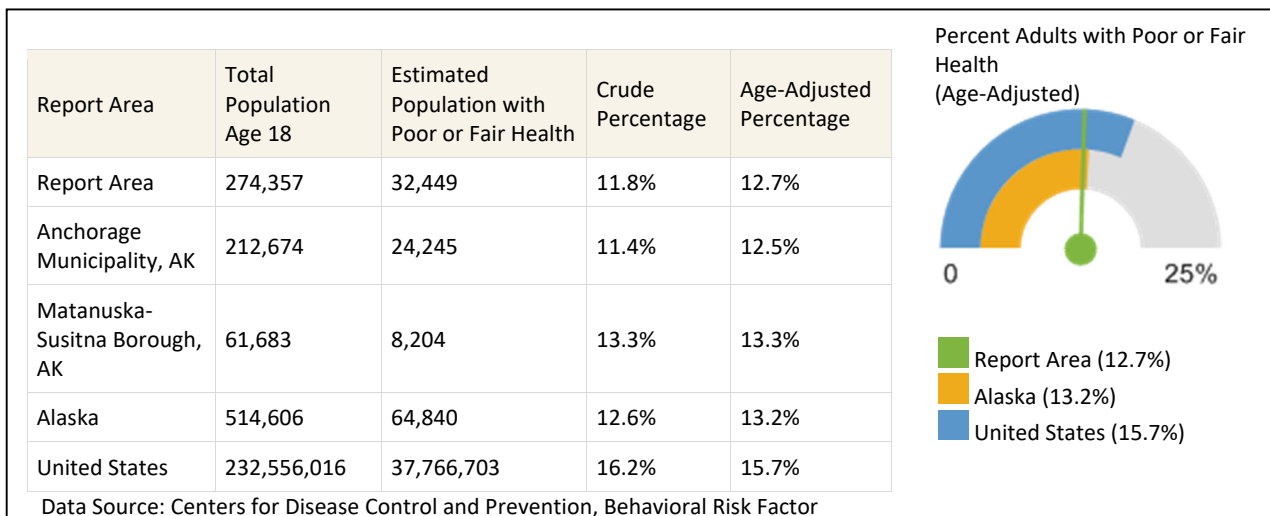 Report Area
Total
Population
Age 18
Estimated
Population with
Poor or Fair Health
Crude
Percentage
Age-Adjusted
Percentage
Report Area
274,357
32,449
11.8%
12.7%
Anchorage
Municipality, AK
212,674
24,245
11.4%
12.5%
Matanuska-
Susitna Borough,
AK
61,683
8,204
13.3%
13.3%
Alaska
514,606
64,840
12.6%
13.2%
United States
232,556,016
37,766,703
16.2%
15.7%
Data Source: Centers for Disease Control and Prevention, Behavioral Risk Factor
Percent Adults with Poor or Fair
Health
(Age-Adjusted)
0
25%
Report Area (12.7%)
Alaska (13.2%)
United States (15.7%)